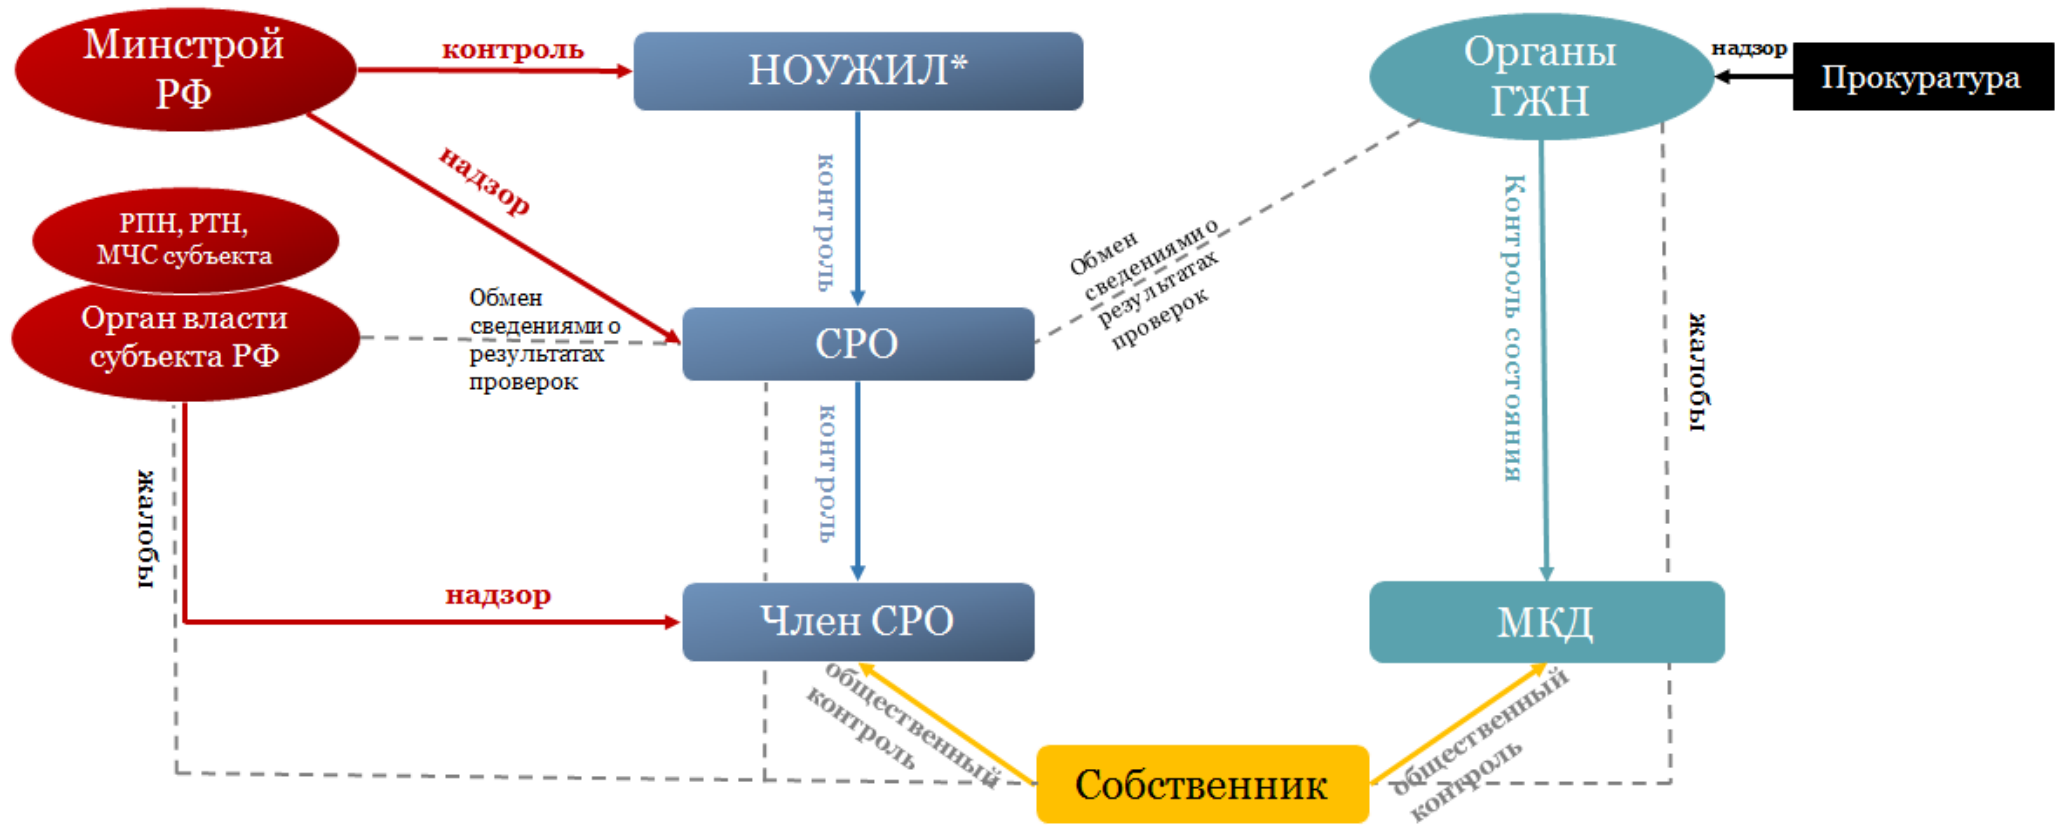 Минстрой
РФ
контроль
НОУЖИЛ*
Органы
ГЖН
надзор
Прокуратура
надзор
контроль
РПН, РТН,
МЧС субъекта
Орган власти
субъекта РФ
Обмен
сведениями о
результатах
проверок
СРО
Обмен
сведениями о
результатах
проверок
Контроль состояния
жалобы
жалобы
контроль
надзор
Член СРО
МКД
общественный
контроль
Собственник
общественный
контроль